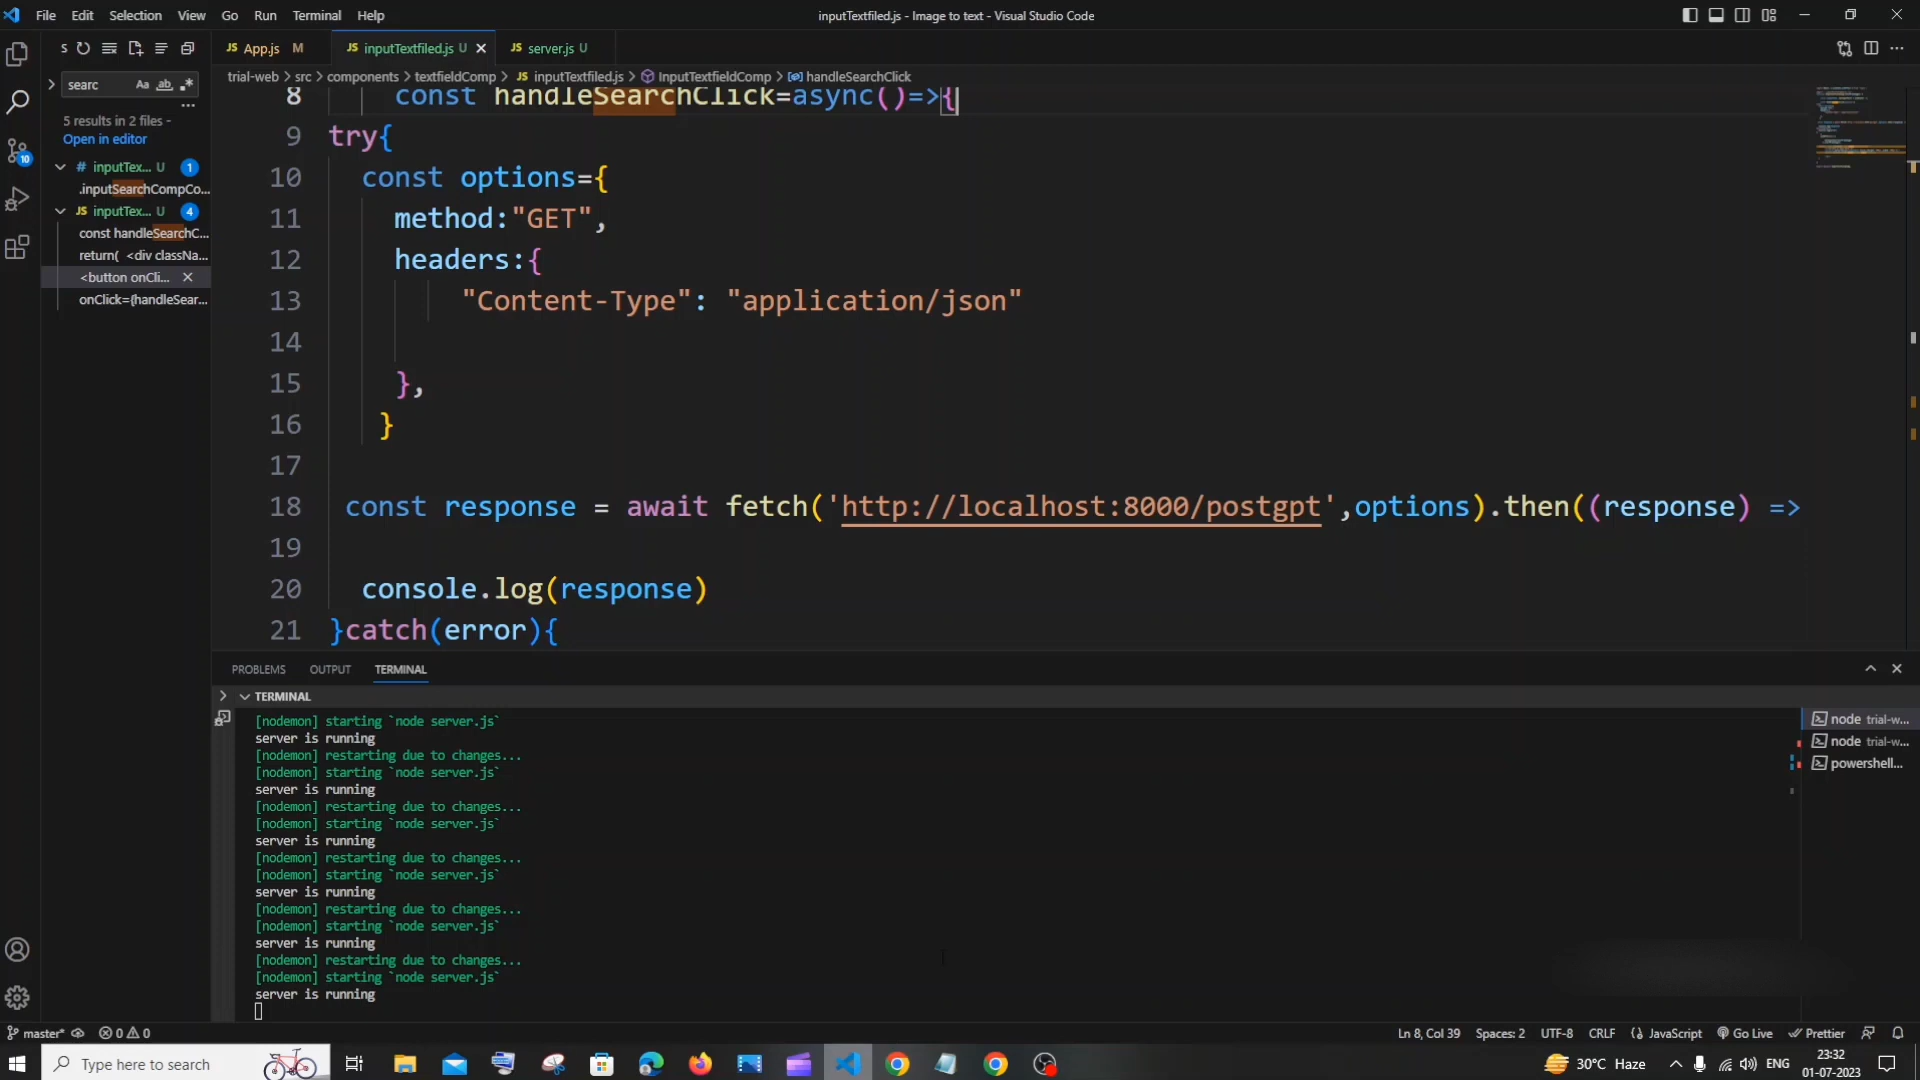 File Edit Selection View Go Run Terminal Help
inputTextfiled.js - Image to text - Visual Studio Code
S
JS App.js M
JS inputTextfiled.js U
JS server.js U
searc Aa ab
trial-web > src > components > textfieldComp > JS inputTextfiled.js > InputTextfieldComp > handleSearchClick
5 results in 2 files -
Open in editor
# inputTex... U 1
.inputSearchCompCo...
JS inputTex... U 4
const handleSearchC...
return( <div classNa...
<button onCli...
onClick={handleSear...
10
8 const handleSearchClick=async()=>{
9 try{
10 const options={
11 method:"GET",
12 headers:{
13 "Content-Type": "application/json"
14
15 },
16 }
17
18 const response = await fetch('http://localhost:8000/postgpt',options).then((response) =>
19
20 console.log(response)
21 }catch(error){
PROBLEMS OUTPUT TERMINAL
TERMINAL
[nodemon] starting `node server.js`
server is running
[nodemon] restarting due to changes...
[nodemon] starting `node server.js`
server is running
[nodemon] restarting due to changes...
[nodemon] starting `node server.js`
server is running
[nodemon] restarting due to changes...
[nodemon] starting `node server.js`
server is running
[nodemon] restarting due to changes...
[nodemon] starting `node server.js`
server is running
[nodemon] restarting due to changes...
[nodemon] starting `node server.js`
server is running
node trial-w...
node trial-w...
powershell...
master* 0 0
Ln 8, Col 39 Spaces: 2 UTF-8 CRLF JavaScript Go Live Prettier
Type here to search
30°C Haze
ENG
23:32
01-07-2023